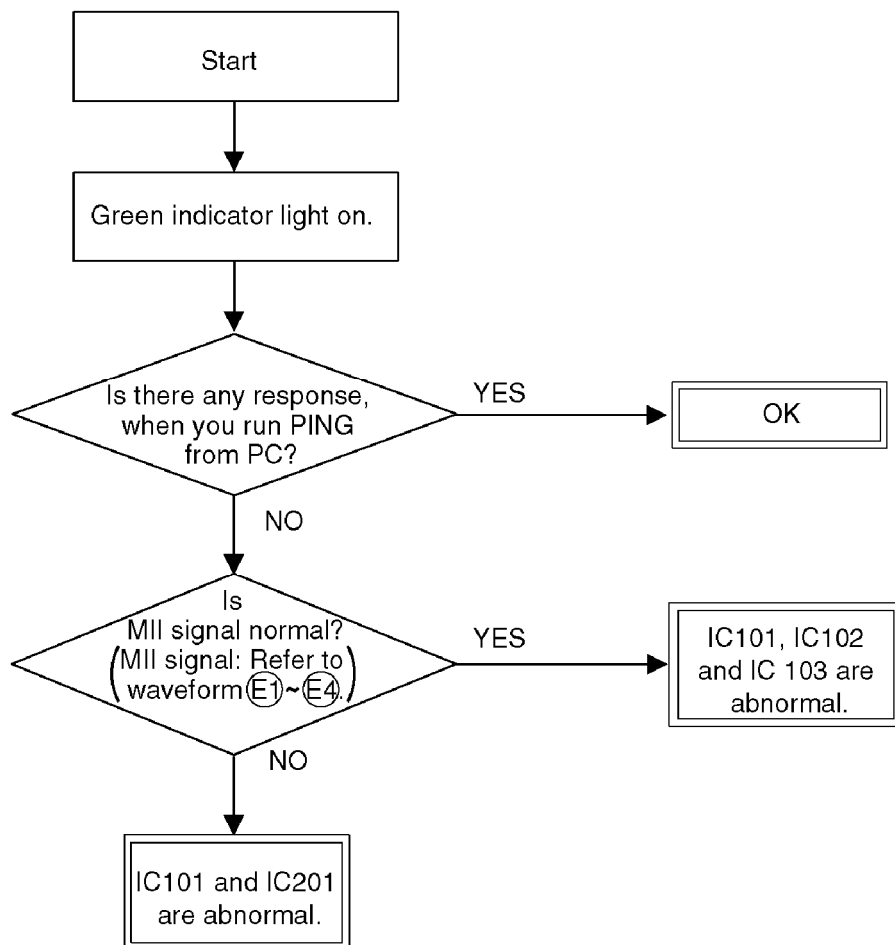 Start
Green indicator light on.
Is there any response,
when you run PING
from PC?
YES
OK
NO
Is
MII signal normal?
(MII signal: Refer to
waveform E1~E4.)
YES
IC101, IC102
and IC 103 are
abnormal.
NO
IC101 and IC201
are abnormal.